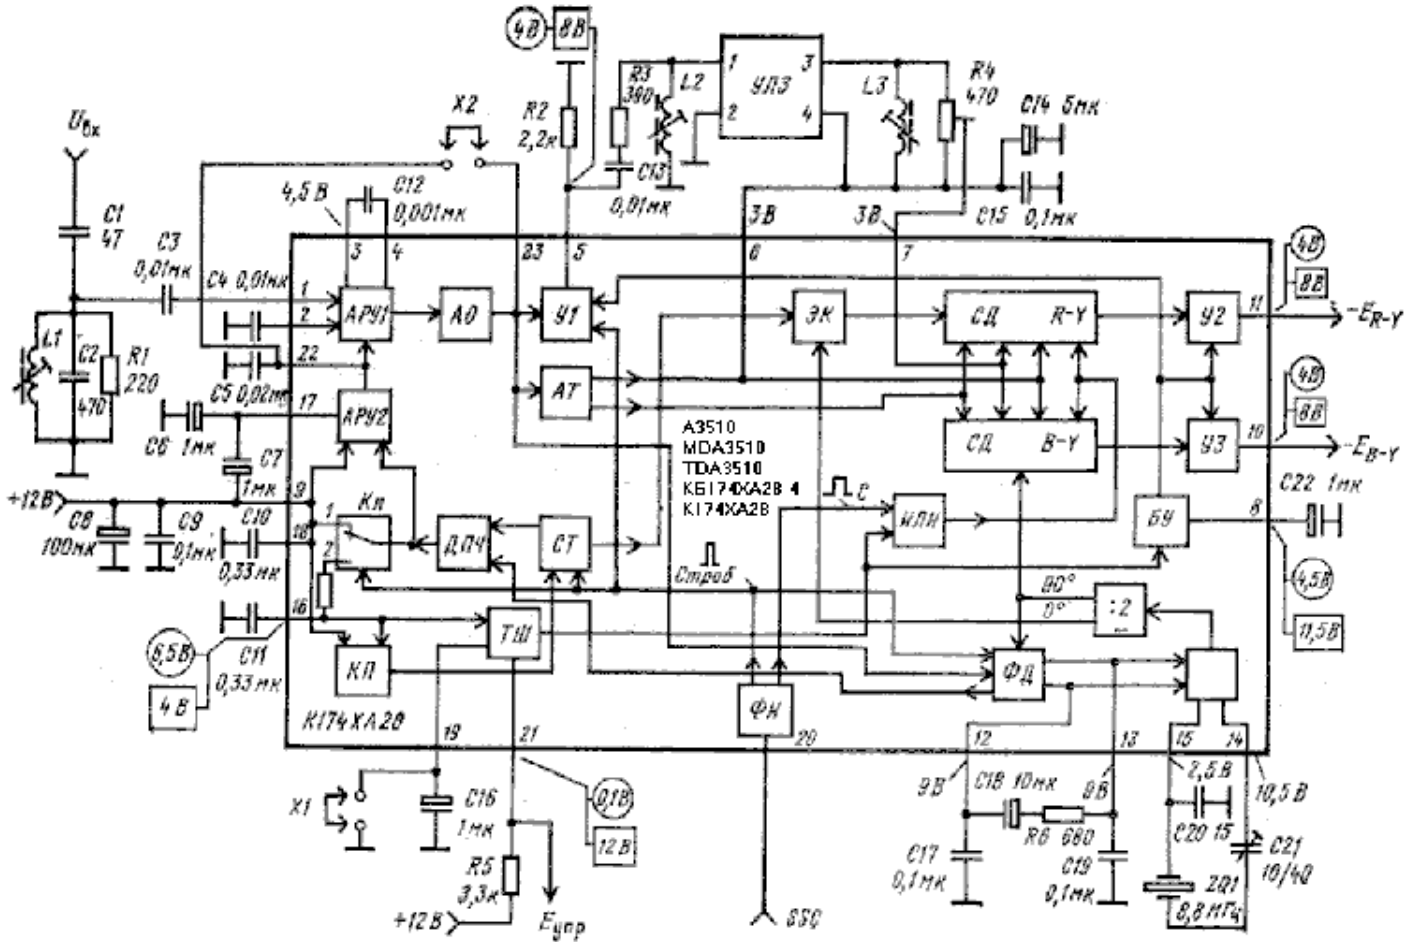 4В
8В
Uвх
X2
R2
2,2к
R3
390
L2
1
3
2
4
УЛЗ
L3
R4
470
C14 5мк
C13
0,01мк
C15
0,1мк
C1
47
C3
0,01мк
4,5В
C12
0,001мк
3В
3В
C4 0,01мк
3
4
23
5
6
7
1
2
22
17
АРУ1
АО
У1
ЭК
СД
R-Y
У2
11
4В
8В
-E R-Y
L1
C2
470
R1
220
C5 0,02мк
АТ
АРУ2
C6
1мк
C7
1мк
A3510
MDA3510
TDA3510
КБ174ХА28-4
К174ХА28
СД
B-Y
У3
10
4В
8В
-E B-Y
+12В
9
C8
100мк
C9
0,1мк
C10
0,33мк
18
Кл
1
2
ДПЧ
СТ
Строб
С
ИЛИ
БУ
8
C22 1мк
4,5В
11,5В
90°
0°
:2
16
6,5В
4В
C11
0,33мк
КП
ТШ
ФН
ФД
К174ХА28
19
21
20
12
13
15
14
X1
C16
1мк
0,1В
12В
R5
3,3к
+12В
Eупр
SSC
9В
C18 10мк
9В
R6
680
C17
0,1мк
C19
0,1мк
2,5В
10,5В
C20 15
C21
10/40
ZQ1
8,8МГц